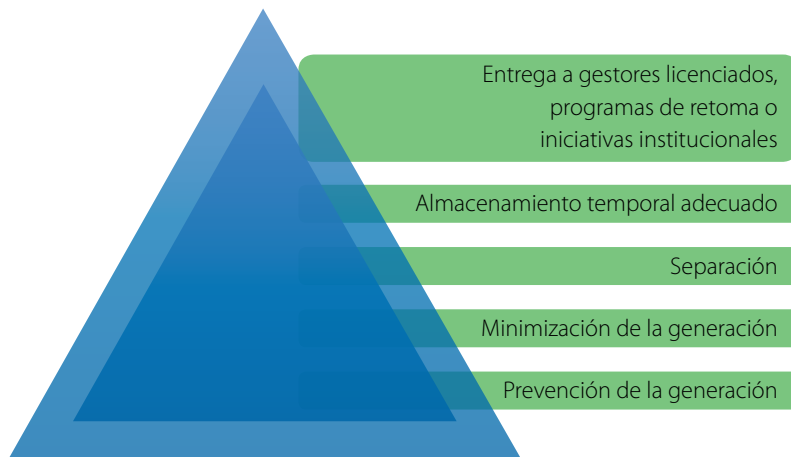 Entrega a gestores licenciados,
programas de retoma o
iniciativas institucionales
Almacenamiento temporal adecuado
Separación
Minimización de la generación
Prevención de la generación